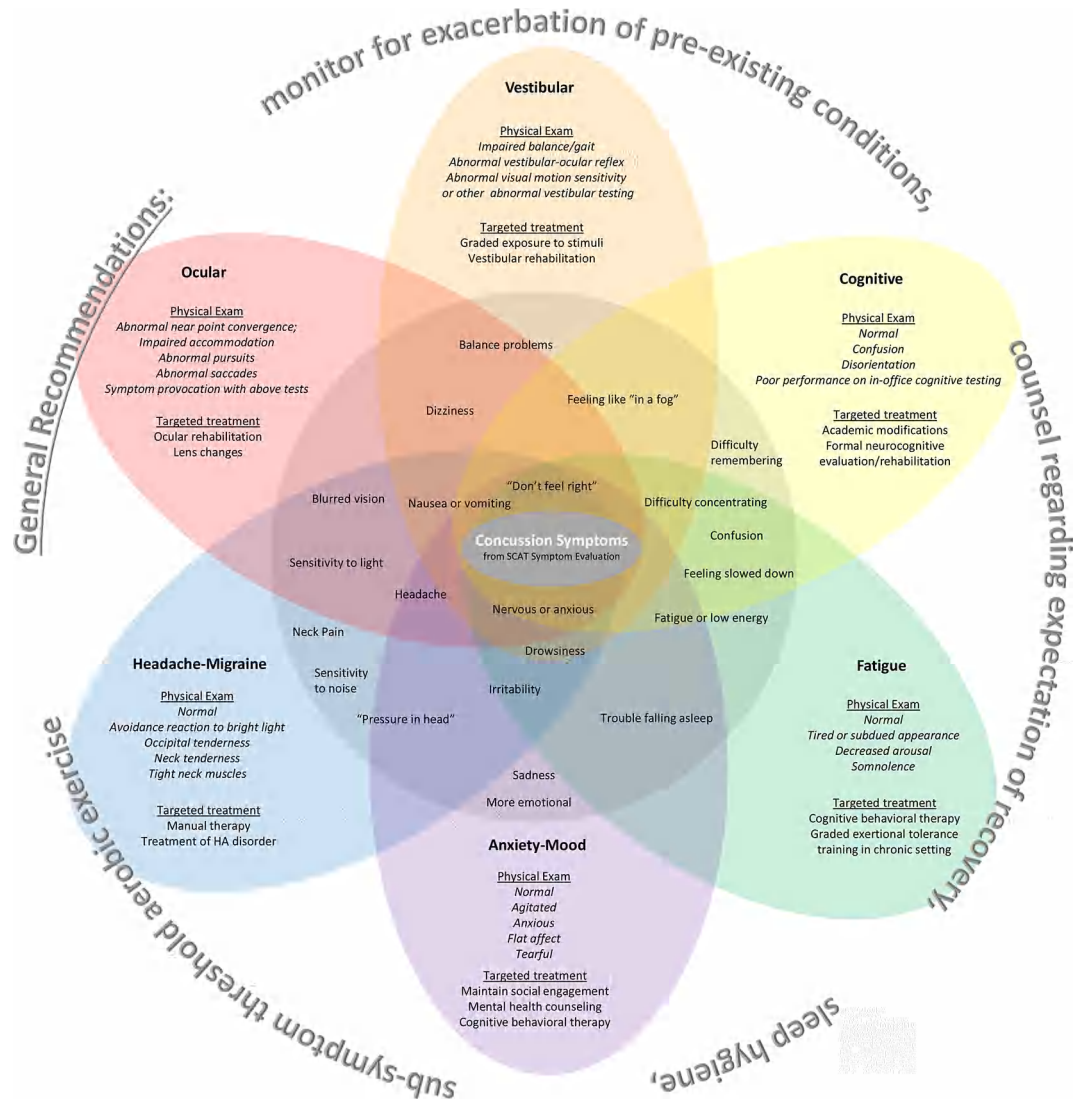 General Recommendations:
monitor for exacerbation of pre-existing conditions,
counsel regarding expectation of recovery,
sleep hygiene,
sub-symptom threshold aerobic exercise
Vestibular
Physical Exam
Impaired balance/gait
Abnormal vestibular-ocular reflex
Abnormal visual motion sensitivity
or other abnormal vestibular testing
Targeted treatment
Graded exposure to stimuli
Vestibular rehabilitation
Ocular
Physical Exam
Abnormal near point convergence;
Impaired accommodation
Abnormal pursuits
Abnormal saccades
Symptom provocation with above tests
Targeted treatment
Ocular rehabilitation
Lens changes
Cognitive
Physical Exam
Normal
Confusion
Disorientation
Poor performance on in-office cognitive testing
Targeted treatment
Academic modifications
Formal neurocognitive
evaluation/rehabilitation
Balance problems
Feeling like “in a fog”
Dizziness
Difficulty
remembering
“Don’t feel right”
Blurred vision
Nausea or vomiting
Difficulty concentrating
Concussion Symptoms
from SCAT Symptom Evaluation
Confusion
Sensitivity to light
Feeling slowed down
Headache
Nervous or anxious
Fatigue or low energy
Neck Pain
Drowsiness
Sensitivity
to noise
Irritability
“Pressure in head”
Trouble falling asleep
Sadness
More emotional
Headache-Migraine
Physical Exam
Normal
Avoidance reaction to bright light
Occipital tenderness
Neck tenderness
Tight neck muscles
Targeted treatment
Manual therapy
Treatment of HA disorder
Fatigue
Physical Exam
Normal
Tired or subdued appearance
Decreased arousal
Somnolence
Targeted treatment
Cognitive behavioral therapy
Graded exertional tolerance
training in chronic setting
Anxiety-Mood
Physical Exam
Normal
Agitated
Anxious
Flat affect
Tearful
Targeted treatment
Maintain social engagement
Mental health counseling
Cognitive behavioral therapy